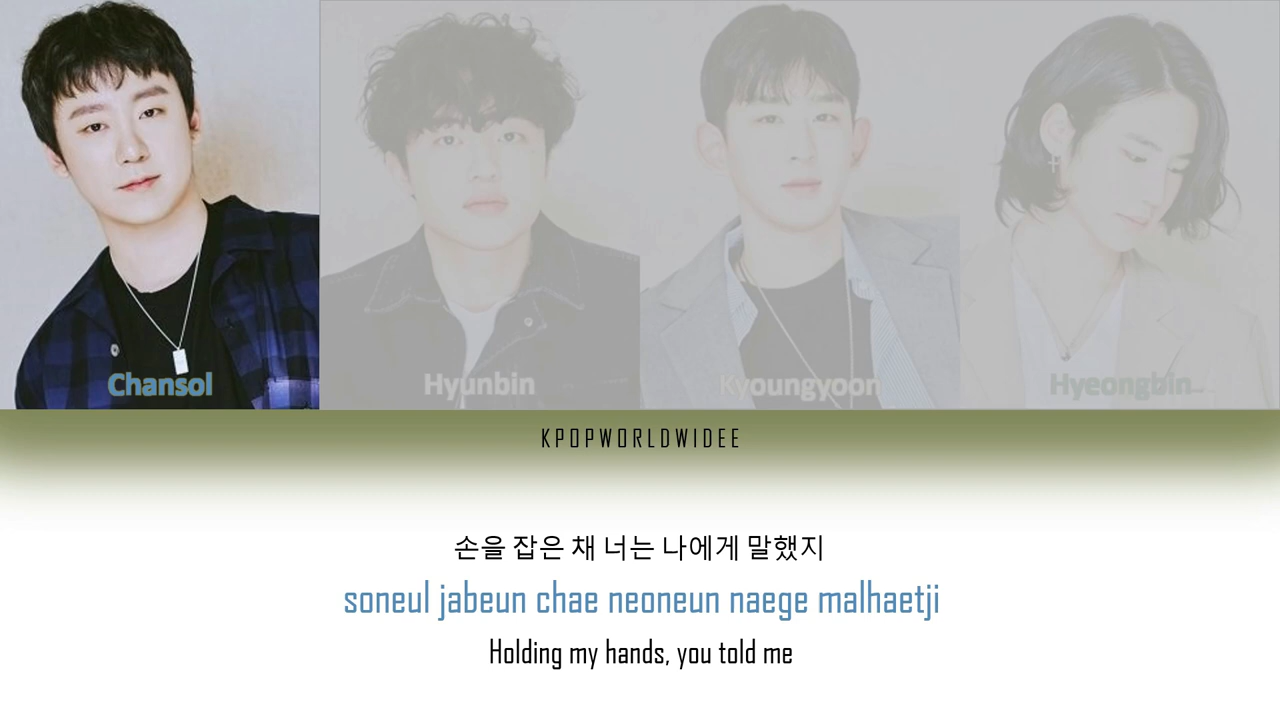 Chansol
Hyunbin
Kyoungyoon
Hyeongbin
KPOPWORLDWIDEE
손을 잡은 채 너는 나에게 말했지
soneul jabeun chae neoneun naege malhaetji
Holding my hands, you told me